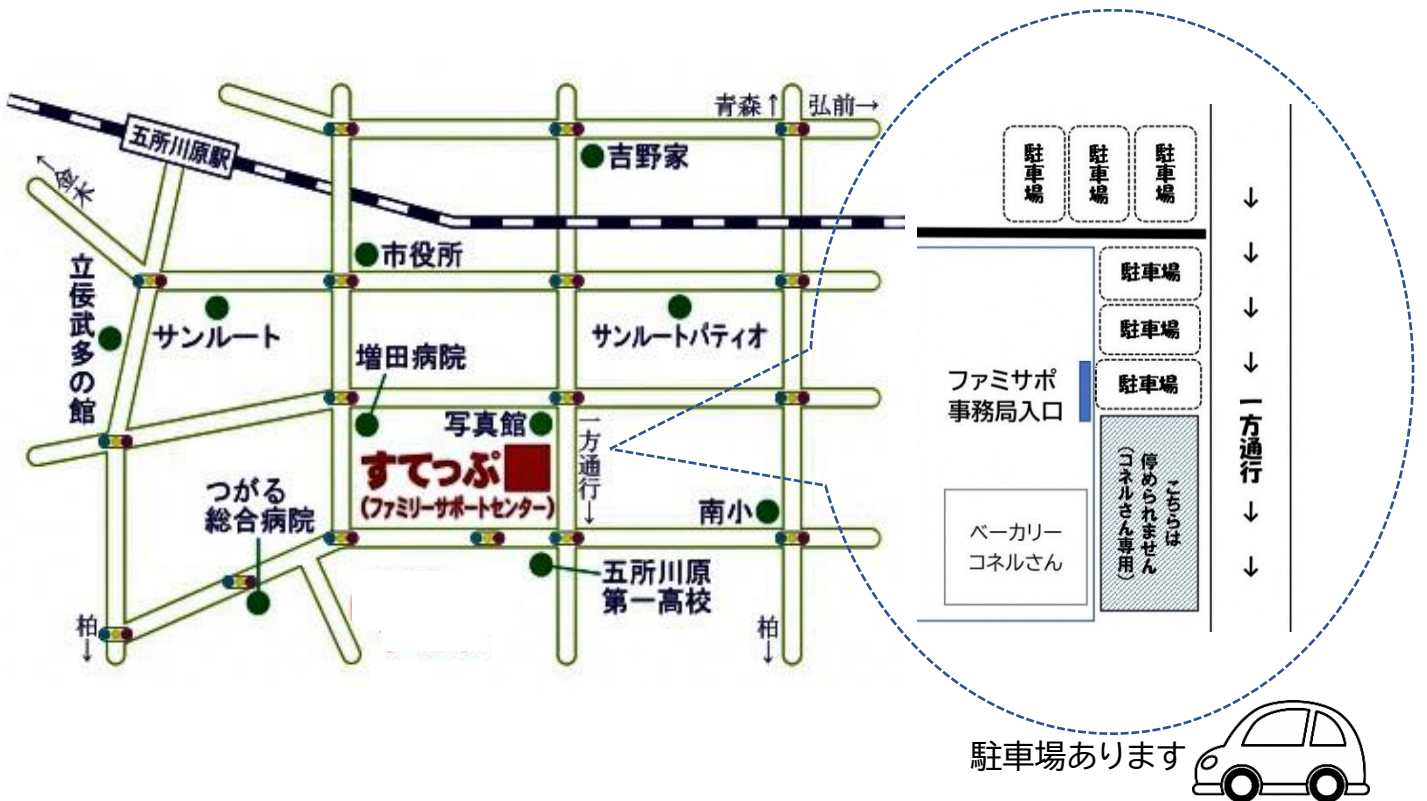 青森↑
弘前→
五所川原駅
↖金木
吉野家
市役所
立佞武多の館
サンルート
サンルートパティオ
増田病院
写真館
一方通行↓
すてっぷ
(ファミリーサポートセンター)
つがる
総合病院
南小
五所川原
第一高校
柏↓
柏↓
駐車場
駐車場
駐車場
駐車場
駐車場
駐車場
ファミサポ
事務局入口
↓
↓
↓
↓
一方通行
↓
↓
こちらは
停められません
(コネルさん専用)
ベーカリー
コネルさん
駐車場あります